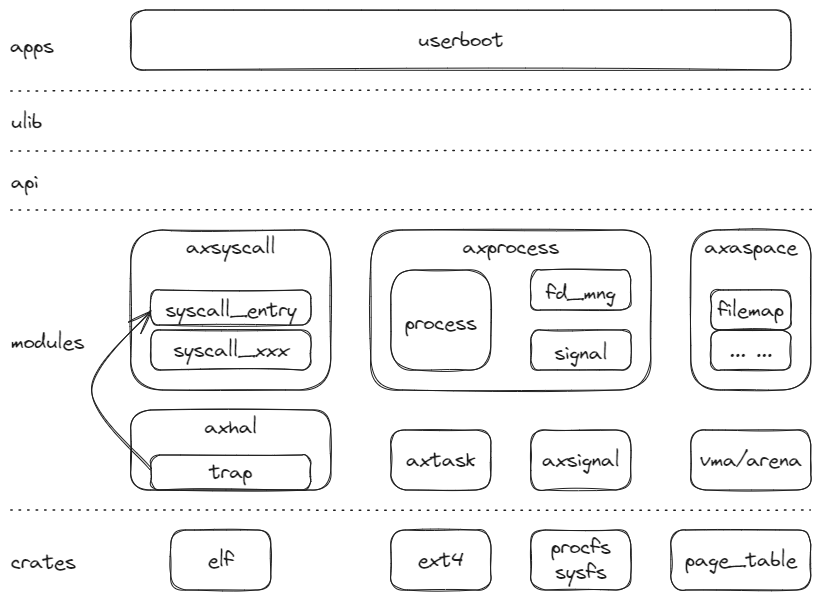 apps
userboot
ulib
api
modules
axsyscall
syscall_entry
syscall_xxx
axprocess
process
fd_mng
signal
axaspace
filemap
... ...
axhal
trap
axtask
axsignal
vma/arena
crates
elf
ext4
procfs
sysfs
page_table